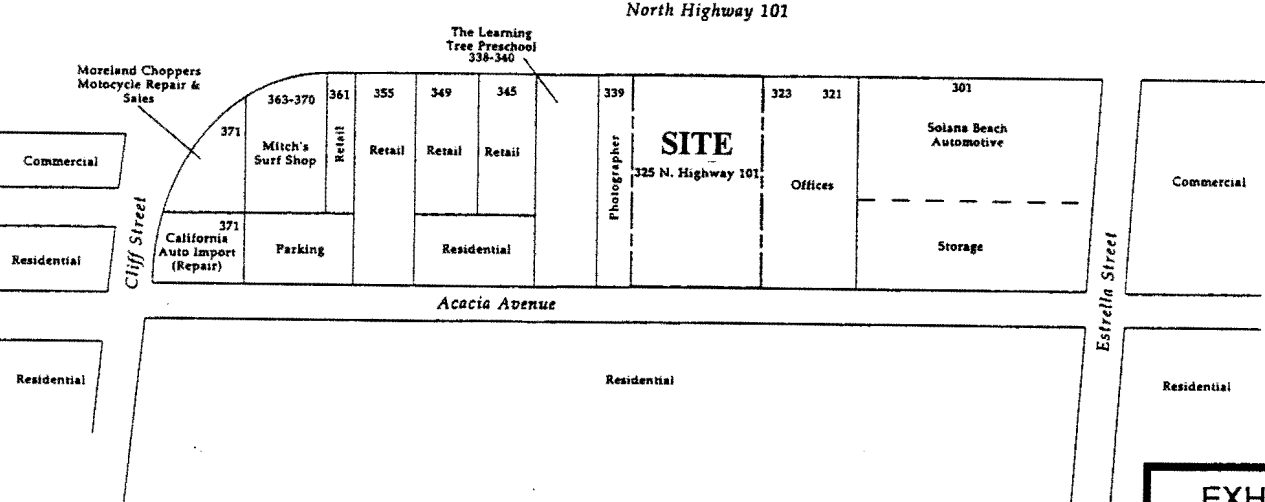 North Highway 101
The Learning
Tree Preschool
338-340
Moreland Choppers
Motocycle Repair &
Sales
371
363-370
Mitch's
Surf Shop
361
Retail
355
Retail
349
Retail
345
Retail
339
Photographer
SITE
325 N. Highway 101
323
321
Offices
301
Solana Beach
Automotive
Storage
Commercial
Commercial
Cliff Street
Residential
371
California
Auto Import
(Repair)
Parking
Residential
Acacia Avenue
Estrella Street
Residential
Residential
Residential
EXH